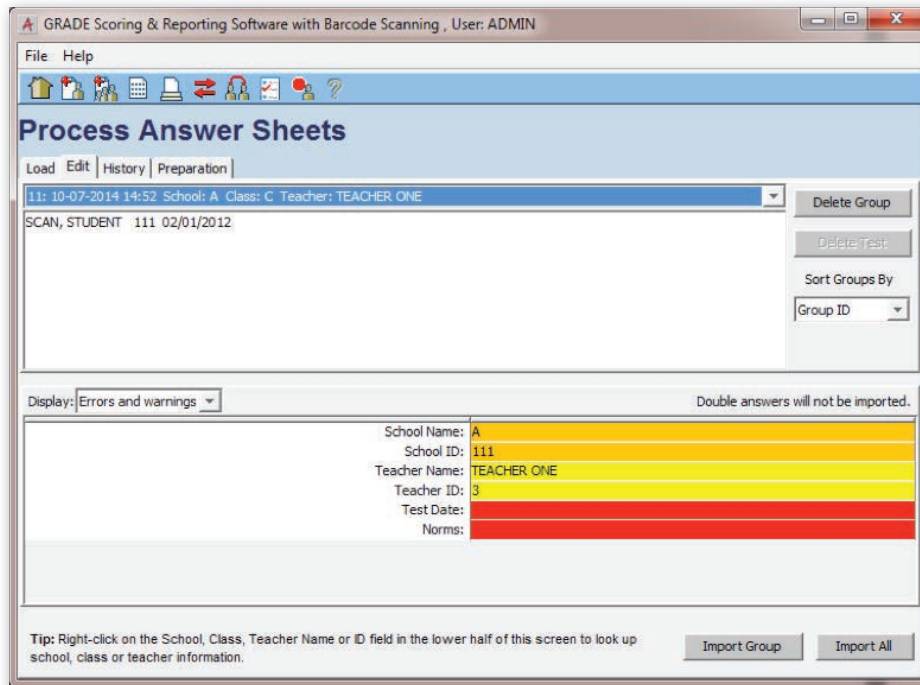 GRADE Scoring & Reporting Software with Barcode Scanning , User: ADMIN
File Help
Process Answer Sheets
Load Edit History Preparation
11: 10-07-2014 14:52 School: A Class: C Teacher: TEACHER ONE
Delete Group
SCAN, STUDENT 111 02/01/2012
Delete Test
Sort Groups By
Group ID
Display: Errors and warnings
Double answers will not be imported.
School Name: A
School ID: 111
Teacher Name: TEACHER ONE
Teacher ID: 3
Test Date:
Norms:
Tip: Right-click on the School, Class, Teacher Name or ID field in the lower half of this screen to look up
school, class or teacher information.
Import Group Import All